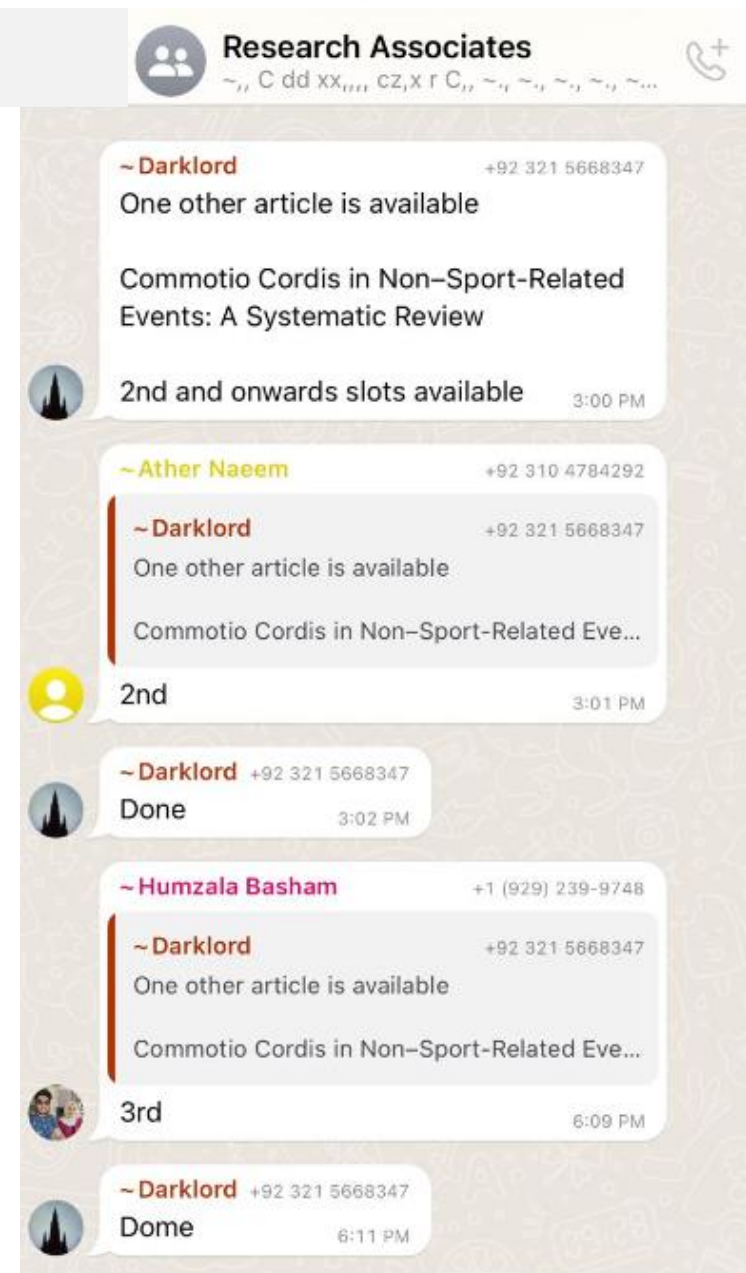 Research Associates
~,, C dd xx,,,, cz,x r C,, ~., ~., ~., ~., ~...
~Darklord +92 321 5668347
One other article is available
Commotio Cordis in Non–Sport-Related
Events: A Systematic Review
2nd and onwards slots available 3:00 PM
~Ather Naeem +92 310 4784292
~Darklord +92 321 5668347
One other article is available
Commotio Cordis in Non–Sport-Related Eve...
2nd 3:01 PM
~Darklord +92 321 5668347
Done 3:02 PM
~Humzala Basham +1 (929) 239-9748
~Darklord +92 321 5668347
One other article is available
Commotio Cordis in Non–Sport-Related Eve...
3rd 6:09 PM
~Darklord +92 321 5668347
Dome 6:11 PM